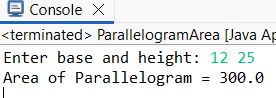 Console
<terminated> ParallelogramArea [Java Ap
Enter base and height: 12 25
Area of Parallelogram = 300.0